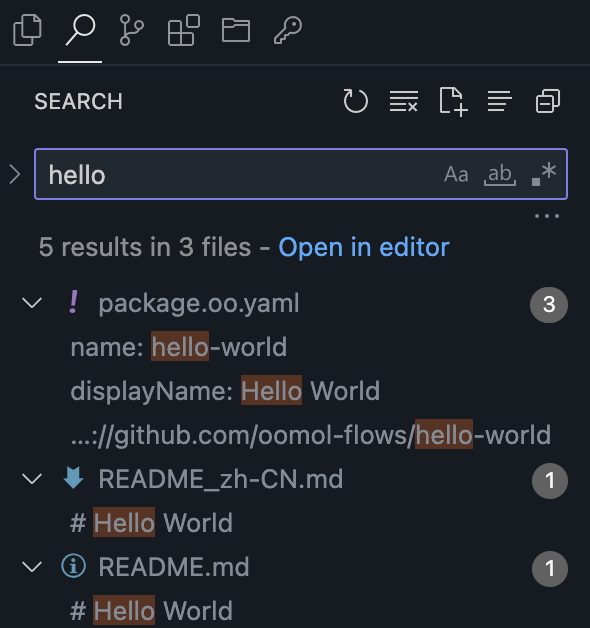 SEARCH
hello Aa ab .*
...
5 results in 3 files - Open in editor
! package.oo.yaml 3
name: hello-world
displayName: Hello World
...://github.com/oomol-flows/hello-world
README_zh-CN.md 1
# Hello World
README.md 1
# Hello World